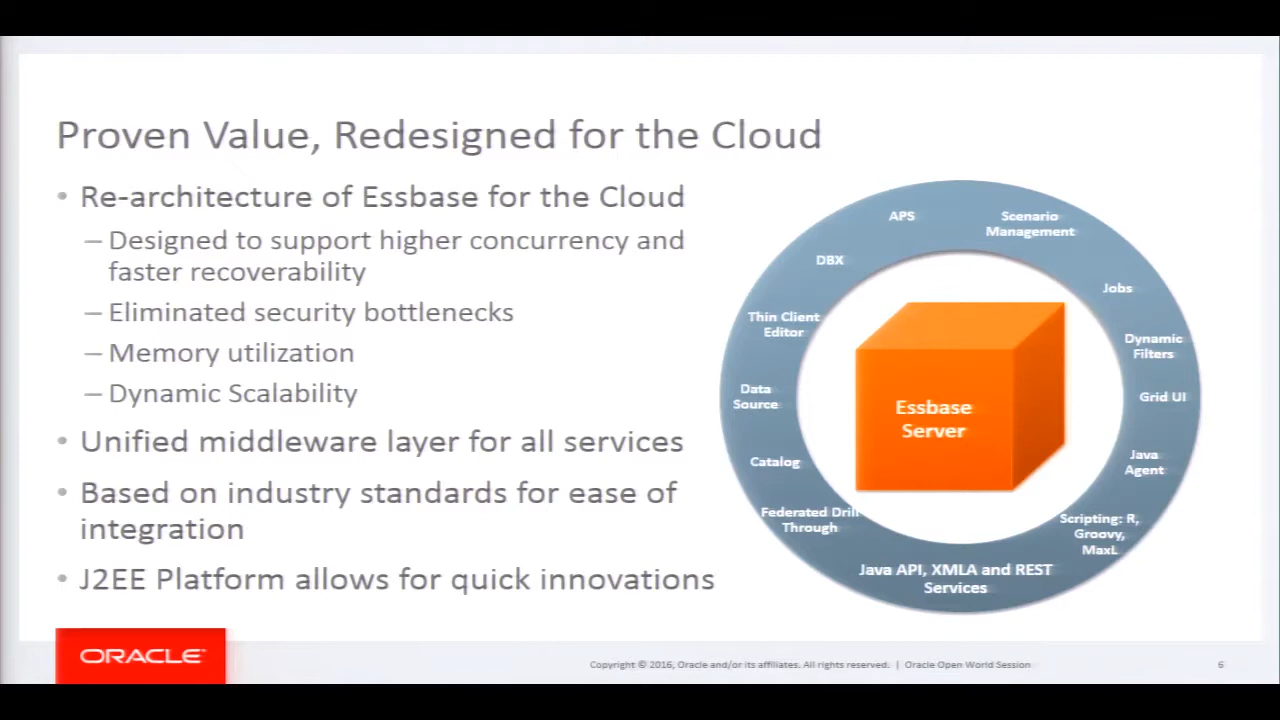 Proven Value, Redesigned for the Cloud
• Re-architecture of Essbase for the Cloud
– Designed to support higher concurrency and
faster recoverability
– Eliminated security bottlenecks
– Memory utilization
– Dynamic Scalability
• Unified middleware layer for all services
• Based on industry standards for ease of
integration
• J2EE Platform allows for quick innovations
APS
Scenario
Management
DBX
Jobs
Thin Client
Editor
Dynamic
Filters
Data
Source
Grid UI
Essbase
Server
Catalog
Java
Agent
Federated Drill
Through
Scripting: R,
Groovy,
MaxL
Java API, XMLA and REST
Services
ORACLE
Copyright © 2016, Oracle and/or its affiliates. All rights reserved. | Oracle Open World Session
6